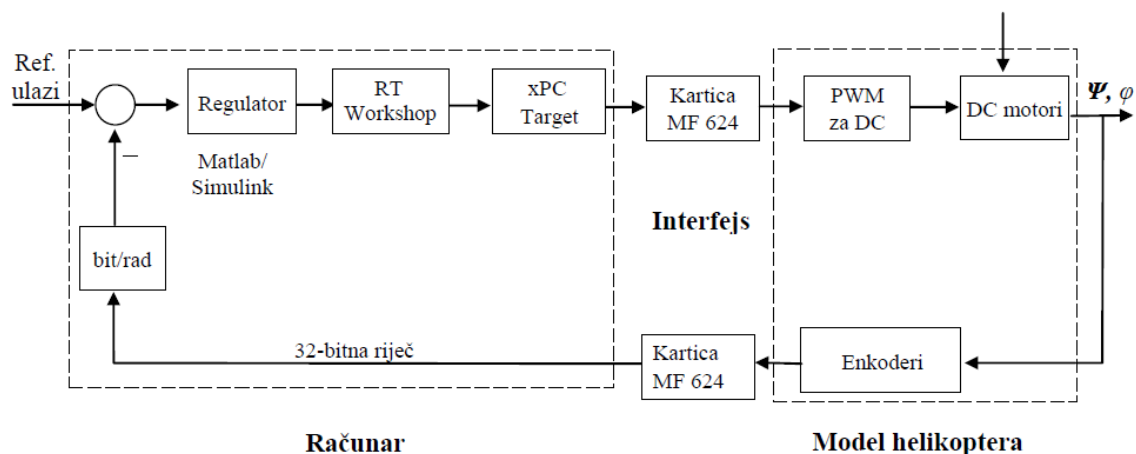 Ref.
ulazi
Regulator
RT
Workshop
xPC
Target
Kartica
MF 624
PWM
za DC
DC motori
Ψ, φ
Matlab/
Simulink
Interfejs
bit/rad
32-bitna riječ
Kartica
MF 624
Enkoderi
Računar
Model helikoptera